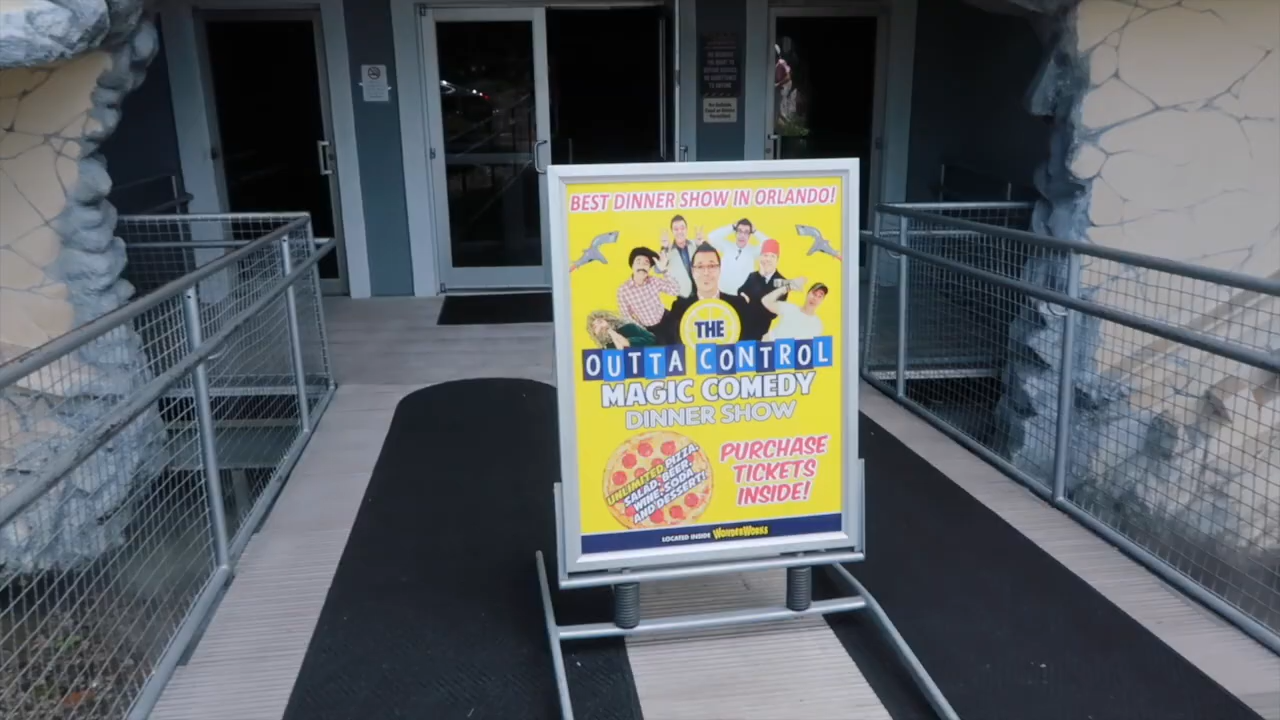 BEST DINNER SHOW IN ORLANDO!
THE
OUTTA CONTROL
MAGIC COMEDY
DINNER SHOW
UNLIMITED PIZZA,
SALAD, BEER,
WINE, SODA
AND DESSERT!
PURCHASE
TICKETS
INSIDE!
LOCATED INSIDE WONDERWORKS